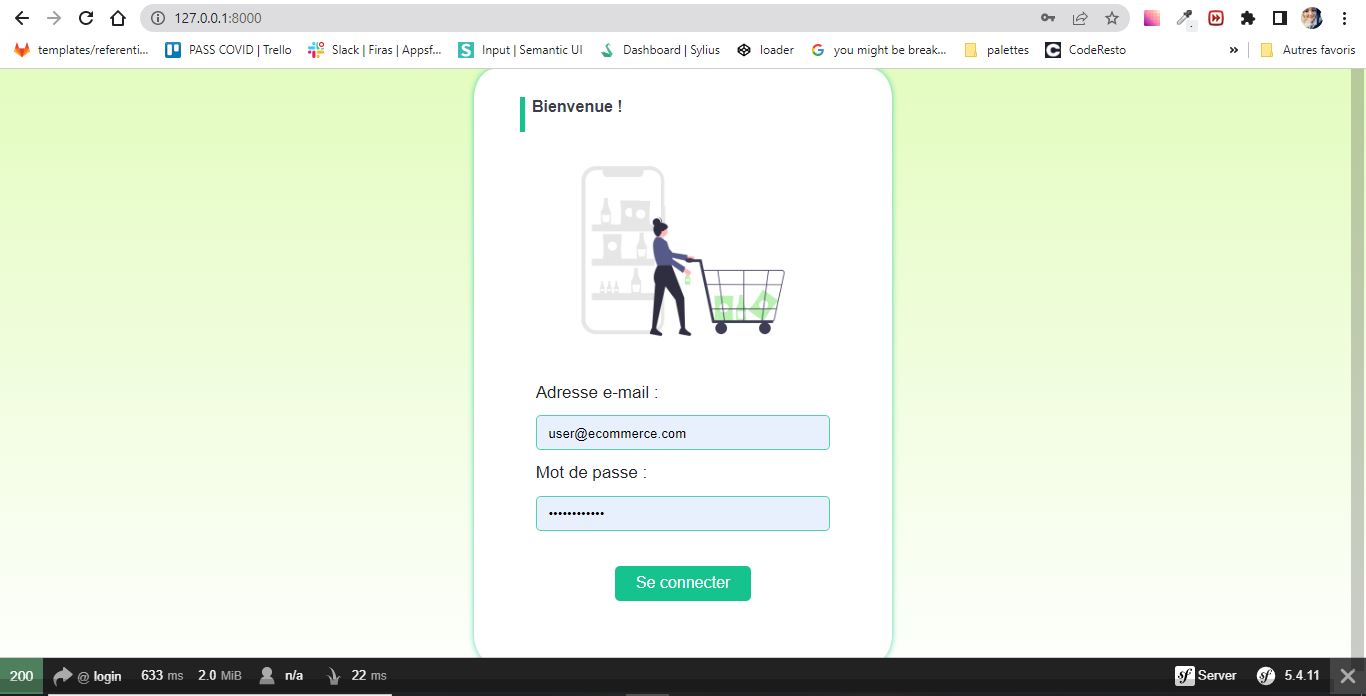 127.0.0.1:8000
templates/referenti... PASS COVID | Trello Slack | Firas | Appsf... Input | Semantic UI Dashboard | Sylius loader you might be break... palettes CodeResto » Autres favoris
Bienvenue !
Adresse e-mail :
user@ecommerce.com
Mot de passe :
••••••••••••
Se connecter
200 @ login 633 ms 2.0 MiB n/a 22 ms Server 5.4.11